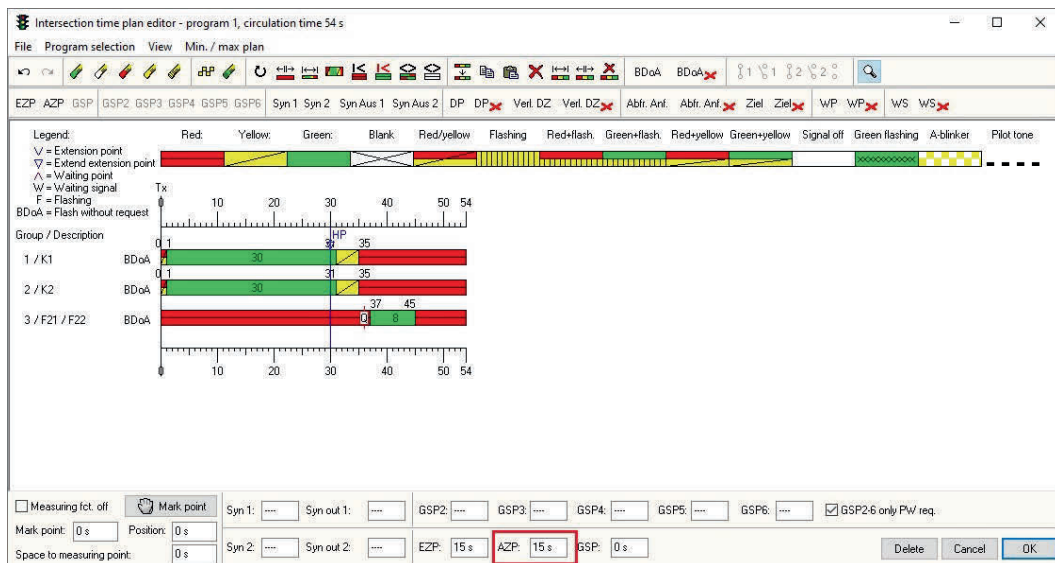 Intersection time plan editor - program 1, circulation time 54 s
File Program selection View Min. / max plan
BDoA BDoA 1 1 2 2
EZP AZP GSP GSP2 GSP3 GSP4 GSP5 GSP6 Syn 1 Syn 2 Syn Aus 1 Syn Aus 2 DP DP Verl. DZ Verl. DZ Abfr. Anf. Abfr. Anf. Ziel Ziel WP WP WS WS
Legend: Red: Yellow: Green: Blank Red/yellow Flashing Red+flash. Green+flash. Red+yellow Green+yellow Signal off Green flashing A-blinker Pilot tone
V = Extension point
∇ = Extend extension point
Λ = Waiting point
W = Waiting signal
F = Flashing
BDoA = Flash without request
Tx
0 10 20 30 40 50 54
Group / Description
HP
0 1 35
1 / K1 BDoA 30
0 1 31 35
2 / K2 BDoA 30
37 45
3 / F21 / F22 BDoA 0 8
0 10 20 30 40 50 54
Measuring fct. off Mark point Syn 1: ---- Syn out 1: ---- GSP2: ---- GSP3: ---- GSP4: ---- GSP5: ---- GSP6: ---- GSP2-6 only PW req.
Mark point: 0 s Position: 0 s
Space to measuring point: 0 s Syn 2: ---- Syn out 2: ---- EZP: 15 s AZP: 15 s GSP: 0 s Delete Cancel OK